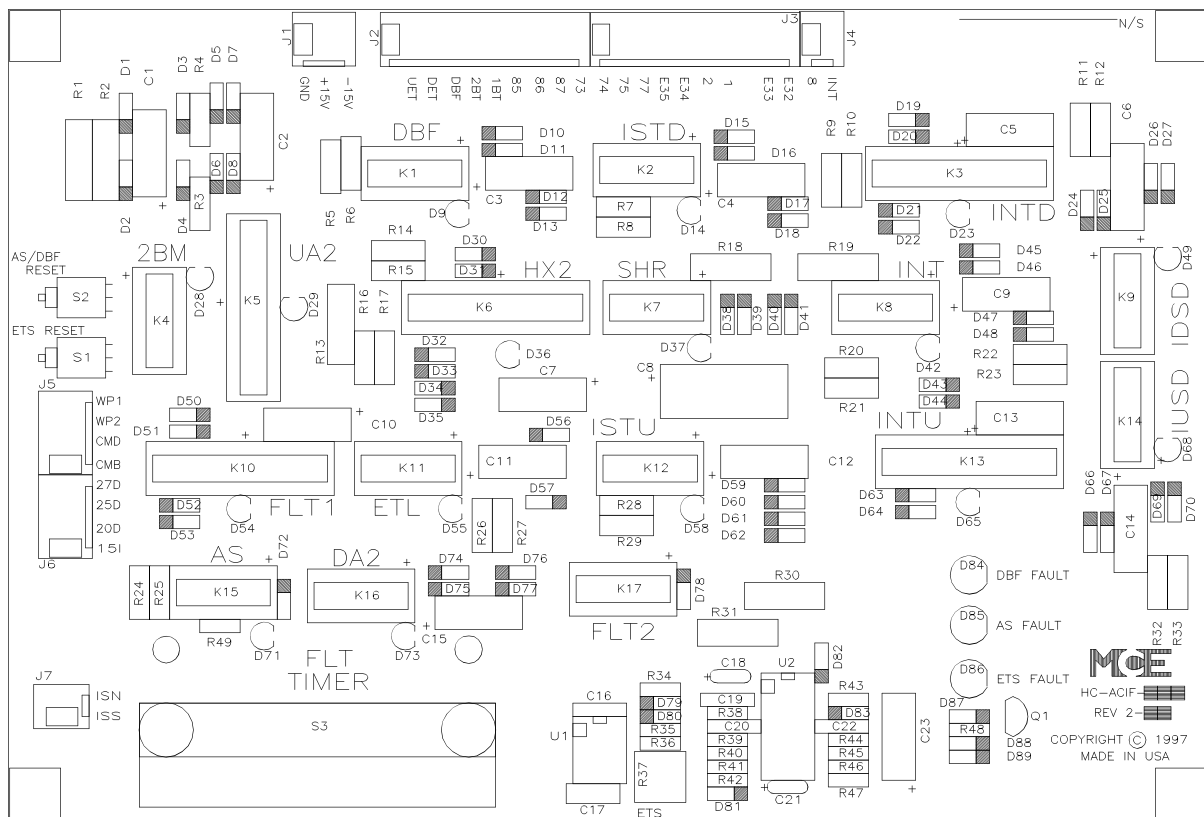 J1
J2
J3
J4
N/S
GND
+15V
-15V
UET
DET
DBF
2BT
1BT
85
86
87
73
74
75
77
E35
E34
2
1
E33
E32
8
INT
R1
R2
D1
C1
D3
R4
D5
D7
C2
D2
D4
R3
D6
D8
R5
R6
DBF
K1
D9
D10
D11
C3
D12
D13
ISTD
K2
R7
R8
D14
D15
D16
C4
D17
D18
R9
R10
D19
D20
C5
K3
D21
D22
D23
INTD
R11
R12
C6
D24
D25
D26
D27
AS/DBF
RESET
S2
ETS RESET
S1
2BM
K4
D28
UA2
K5
D29
R14
R15
R13
R16
R17
D30
D31
HX2
K6
SHR
K7
R18
R19
D32
D33
D34
D35
D36
C7
D37
D38
D39
D40
D41
C8
INT
K8
D42
D43
D44
R20
R21
D45
D46
C9
D47
D48
R22
R23
K9
D49
IDSD
J5
WP1
WP2
CMD
CMB
27D
25D
20D
15I
J6
D50
D51
K10
C10
D52
D53
D54
FLT1
K11
ETL
D55
C11
D56
D57
R26
R27
ISTU
K12
R28
R29
D58
C12
D59
D60
D61
D62
INTU
C13
K13
D63
D64
D65
IUSD
K14
D68
D66
D67
C14
D69
D70
R32
R33
AS
D72
R24
R25
K15
R49
D71
DA2
K16
D73
D74
D75
D76
D77
C15
K17
FLT2
D78
R30
R31
D84
DBF FAULT
D85
AS FAULT
D86
ETS FAULT
J7
ISN
ISS
FLT
TIMER
S3
U1
C16
C17
R34
D79
D80
R35
R36
R37
ETS
C18
C19
R38
C20
R39
R40
R41
R42
D81
U2
C21
D82
R43
D83
C22
R44
R45
R46
R47
C23
D87
R48
Q1
D88
D89
MCE
HC-ACIF-
REV 2-
COPYRIGHT © 1997
MADE IN USA